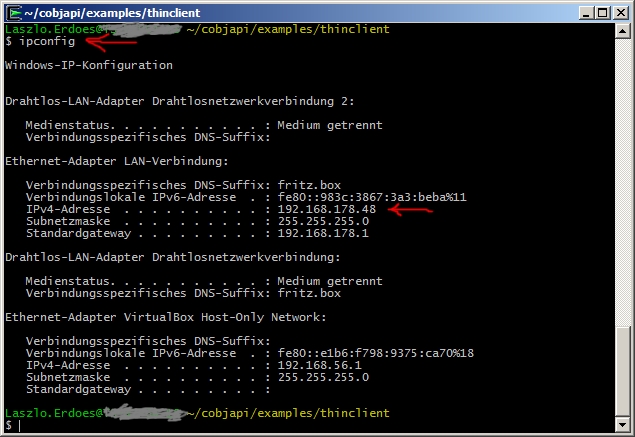 ~/cobjapi/examples/thinclient
Laszlo.Erdoes@ ~/cobjapi/examples/thinclient
$ ipconfig
Windows-IP-Konfiguration
Drahtlos-LAN-Adapter Drahtlosnetzwerkverbindung 2:
Medienstatus. . . . . . . . . . . : Medium getrennt
Verbindungsspezifisches DNS-Suffix:
Ethernet-Adapter LAN-Verbindung:
Verbindungsspezifisches DNS-Suffix: fritz.box
Verbindungslokale IPv6-Adresse  . : fe80::983c:3867:3a3:beba%11
IPv4-Adresse  . . . . . . . . . . : 192.168.178.48
Subnetzmaske  . . . . . . . . . . : 255.255.255.0
Standardgateway . . . . . . . . . : 192.168.178.1
Drahtlos-LAN-Adapter Drahtlosnetzwerkverbindung:
Medienstatus. . . . . . . . . . . : Medium getrennt
Verbindungsspezifisches DNS-Suffix: fritz.box
Ethernet-Adapter VirtualBox Host-Only Network:
Verbindungsspezifisches DNS-Suffix:
Verbindungslokale IPv6-Adresse  . : fe80::e1b6:f798:9375:ca70%18
IPv4-Adresse  . . . . . . . . . . : 192.168.56.1
Subnetzmaske  . . . . . . . . . . : 255.255.255.0
Standardgateway . . . . . . . . . :
Laszlo.Erdoes@ ~/cobjapi/examples/thinclient
$